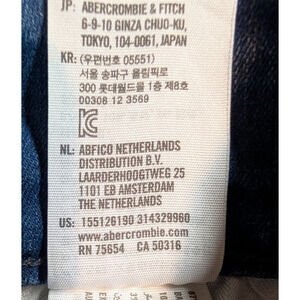 JP: ABERCROMBIE & FITCH
6-9-10 GINZA CHUO-KU,
TOKYO, 104-0061, JAPAN
KR: (우편번호 05551)
서울 송파구 올림픽로
300 롯데월드몰 1층 제8호
00308 12 3569
NL: ABFICO NETHERLANDS
DISTRIBUTION B.V.
LAARDERHOOGTWEG 25
1101 EB AMSTERDAM
THE NETHERLANDS
US: 155126190 314329960
www.abercrombie.com
RN 75654 CA 50316